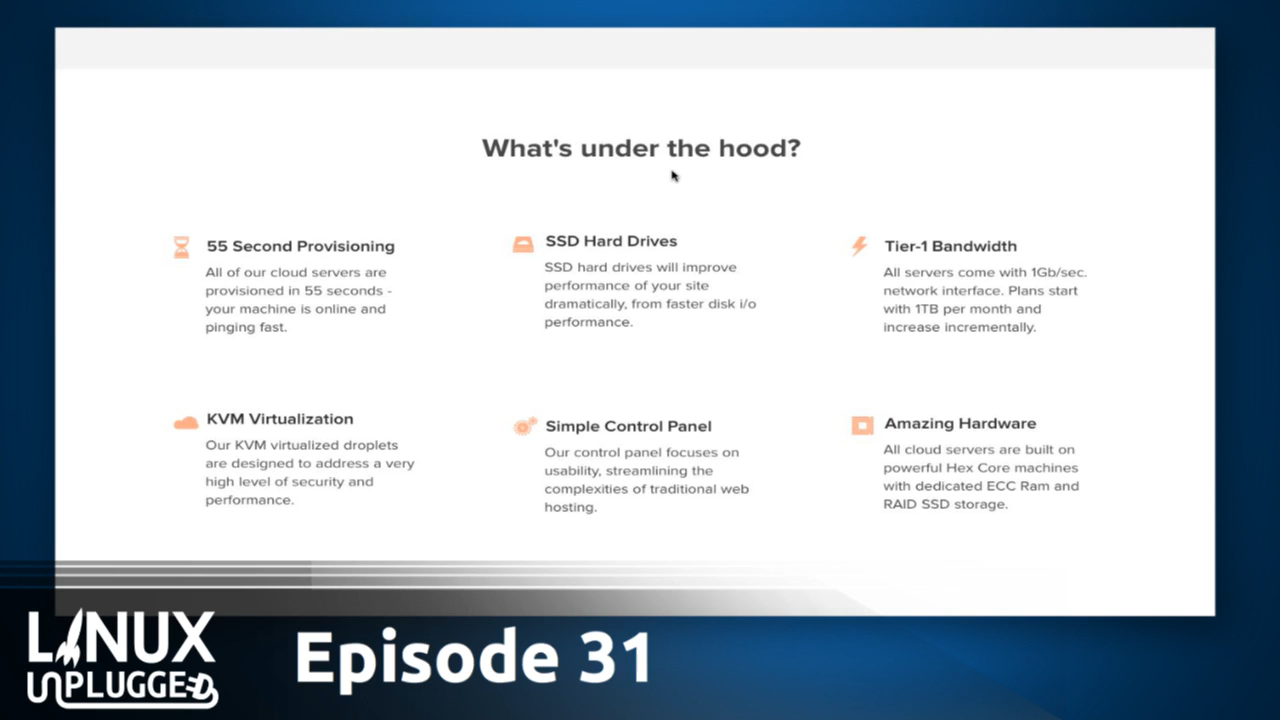 What's under the hood?
55 Second Provisioning
All of our cloud servers are
provisioned in 55 seconds -
your machine is online and
pinging fast.
SSD Hard Drives
SSD hard drives will improve
performance of your site
dramatically, from faster disk i/o
performance.
Tier-1 Bandwidth
All servers come with 1Gb/sec.
network interface. Plans start
with 1TB per month and
increase incrementally.
KVM Virtualization
Our KVM virtualized droplets
are designed to address a very
high level of security and
performance.
Simple Control Panel
Our control panel focuses on
usability, streamlining the
complexities of traditional web
hosting.
Amazing Hardware
All cloud servers are built on
powerful Hex Core machines
with dedicated ECC Ram and
RAID SSD storage.
LINUX
UNPLUGGED
Episode 31